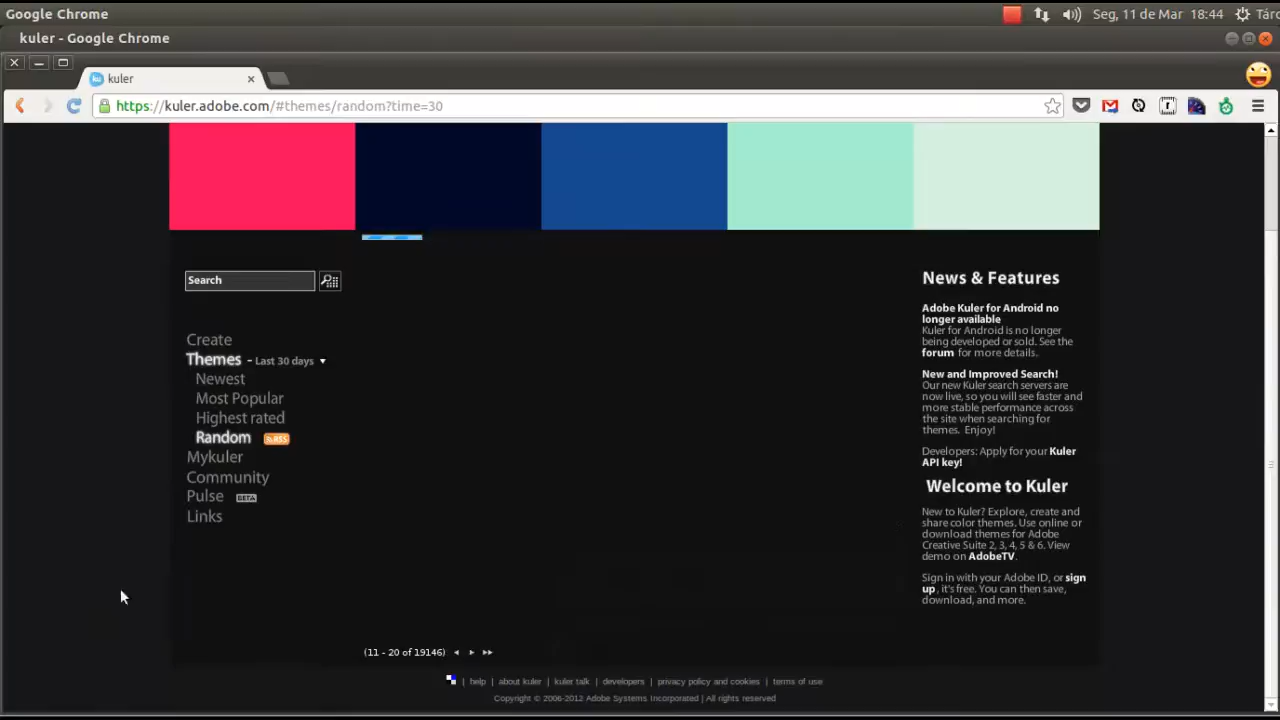 Google Chrome
Seg, 11 de Mar 18:44
kuler - Google Chrome
ku kuler
https://kuler.adobe.com/#themes/random?time=30
Search
Create
Themes - Last 30 days
Newest
Most Popular
Highest rated
Random RSS
Mykuler
Community
Pulse BETA
Links
News & Features
Adobe Kuler for Android no
longer available
Kuler for Android is no longer
being developed or sold. See the
forum for more details.
New and Improved Search!
Our new Kuler search servers are
now live, so you will see faster and
more stable performance across
the site when searching for
themes. Enjoy!
Developers: Apply for your Kuler
API key!
Welcome to Kuler
New to Kuler? Explore, create and
share color themes. Use online or
download themes for Adobe
Creative Suite 2, 3, 4, 5 & 6. View
demo on AdobeTV.
Sign in with your Adobe ID, or sign
up, it's free. You can then save,
download, and more.
(11 - 20 of 19146)
| help | about kuler | kuler talk | developers | privacy policy and cookies | terms of use
Copyright © 2006-2012 Adobe Systems Incorporated | All rights reserved